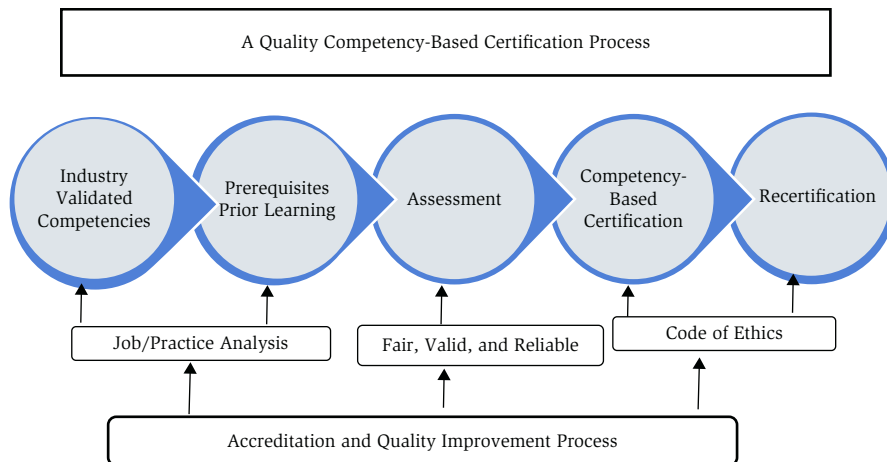 A Quality Competency-Based Certification Process
Industry
Validated
Competencies
Prerequisites
Prior Learning
Assessment
Competency-
Based
Certification
Recertification
Job/Practice Analysis
Fair, Valid, and Reliable
Code of Ethics
Accreditation and Quality Improvement Process